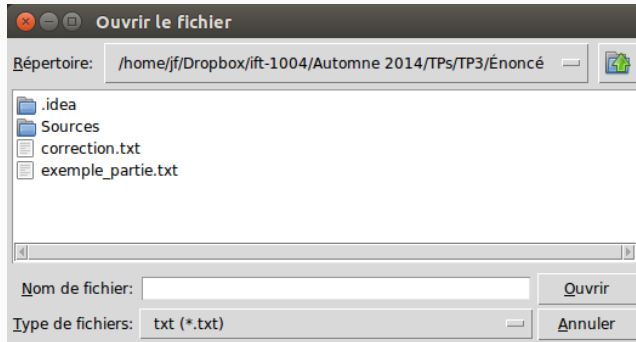 Ouvrir le fichier
Répertoire: /home/jf/Dropbox/ift-1004/Automne 2014/TPs/TP3/Énoncé
.idea
Sources
correction.txt
exemple_partie.txt
Nom de fichier: Ouvrir
Type de fichiers: txt (*.txt) Annuler